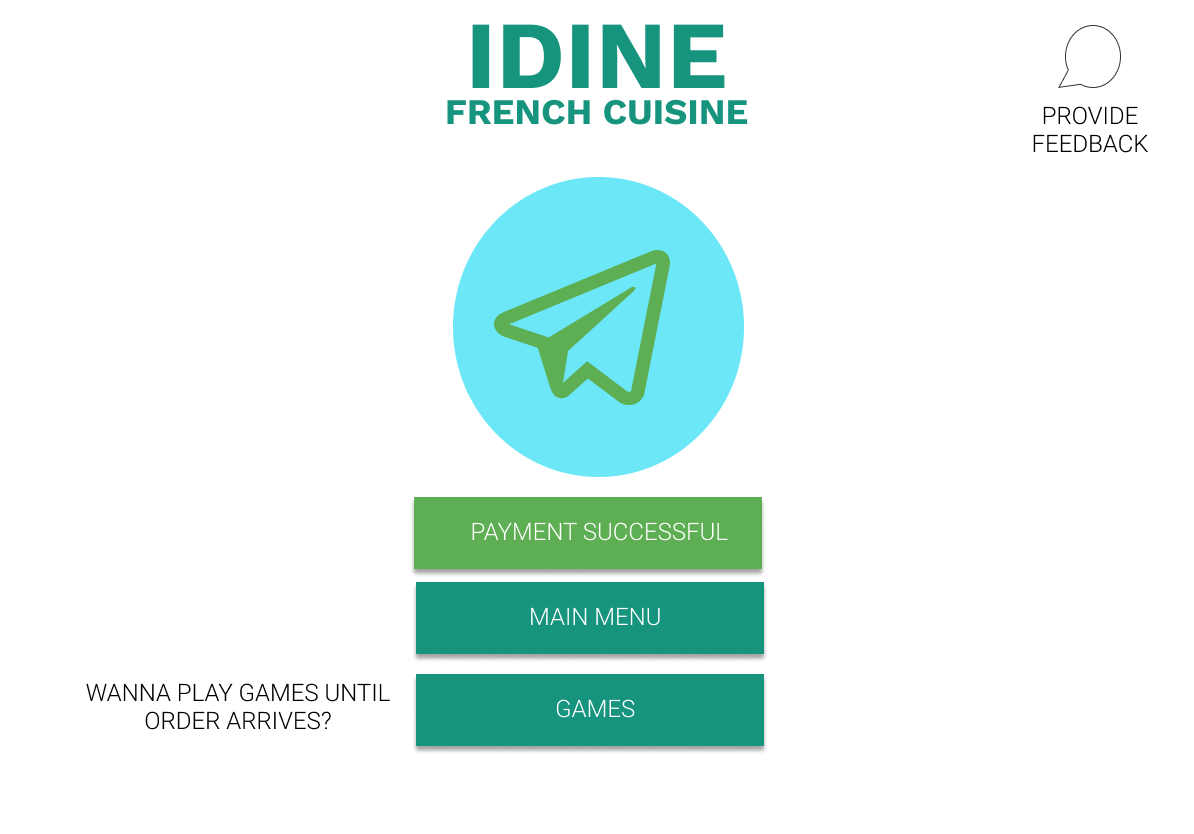 IDINE
FRENCH CUISINE
PROVIDE
FEEDBACK
PAYMENT SUCCESSFUL
MAIN MENU
WANNA PLAY GAMES UNTIL
ORDER ARRIVES?
GAMES